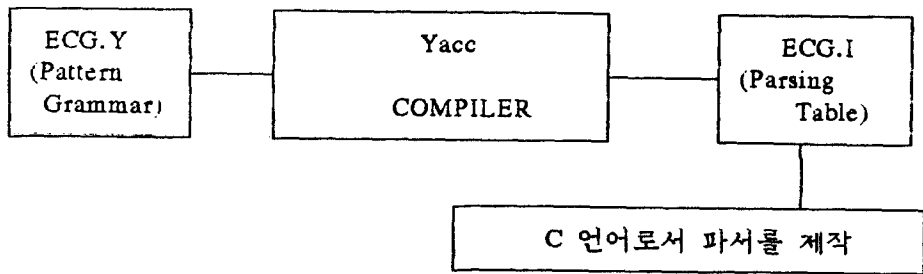 ECG.Y
(Pattern
Grammar)
Yacc
COMPILER
ECG.I
(Parsing
Table)
C 언어로서 파서를 제작